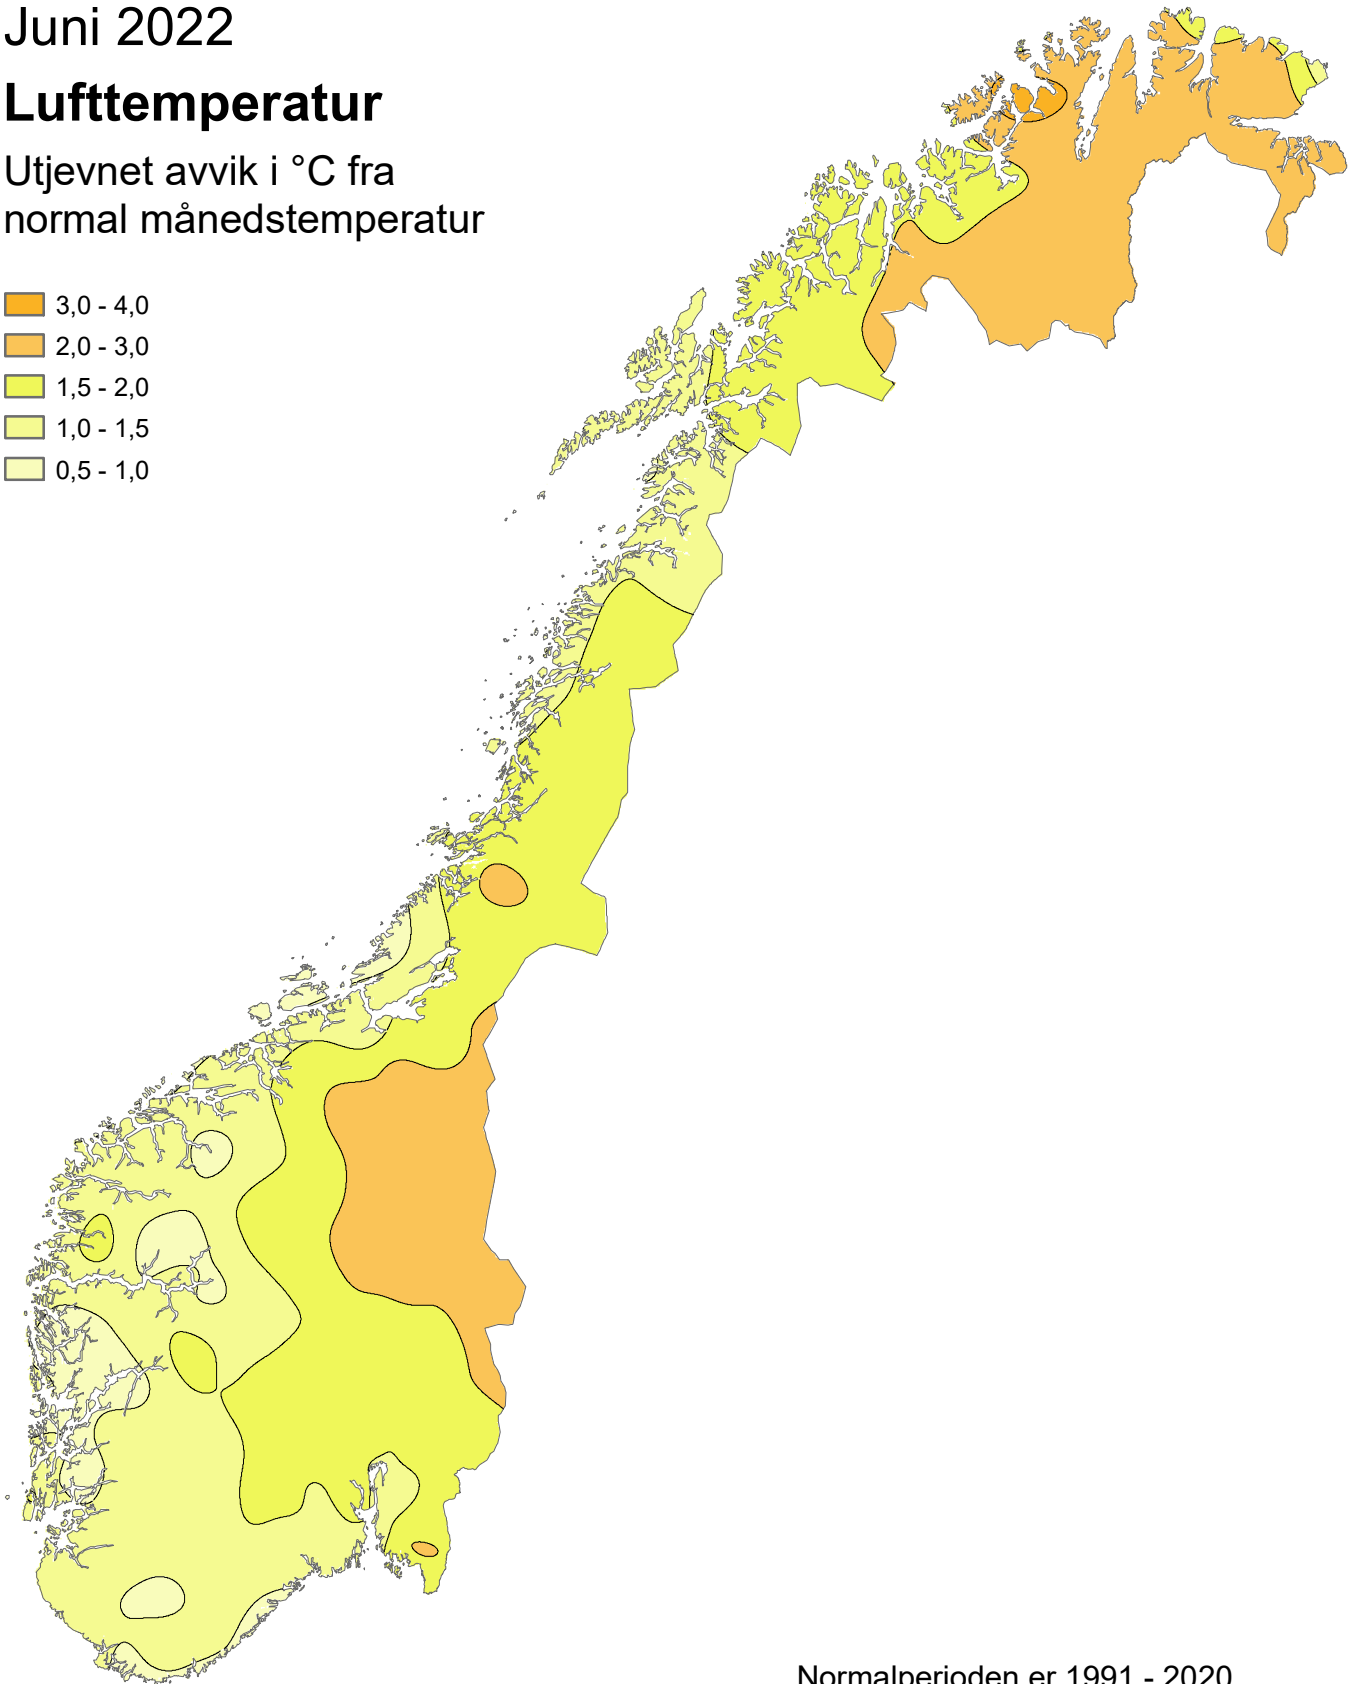 Juni 2022
Lufttemperatur
Utjevnet avvik i °C fra
normal månedstemperatur
3,0 - 4,0
2,0 - 3,0
1,5 - 2,0
1,0 - 1,5
0,5 - 1,0
Normalperioden er 1991 - 2020